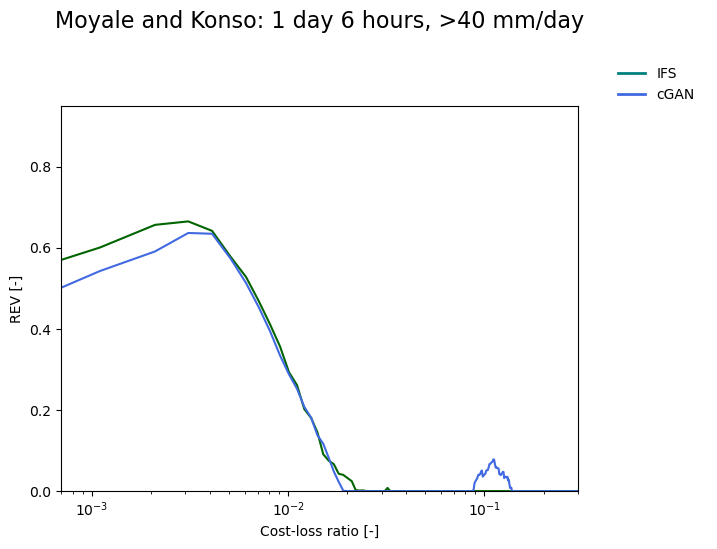 Moyale and Konso: 1 day 6 hours, >40 mm/day
IFS
cGAN
0.8
0.6
0.4
0.2
0.0
REV [-]
10⁻³
10⁻²
10⁻¹
Cost-loss ratio [-]